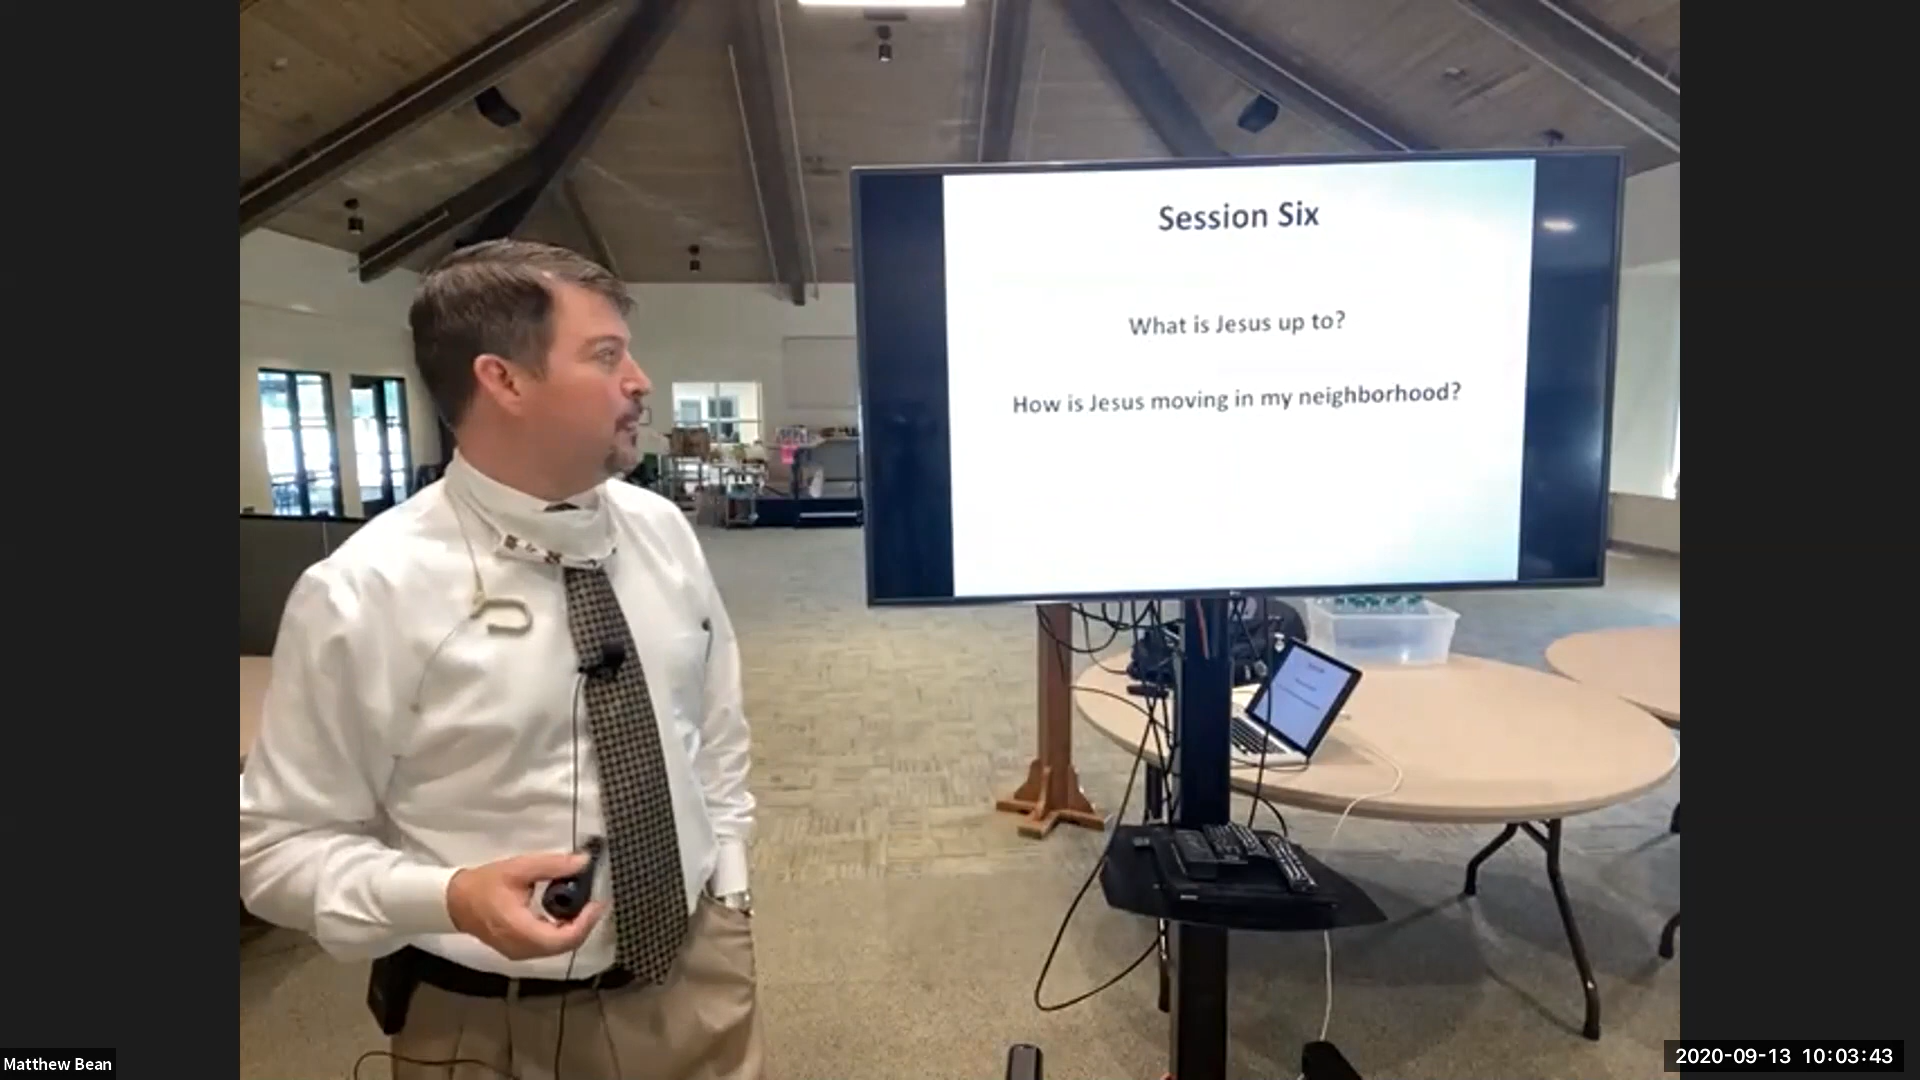 Session Six
What is Jesus up to?
How is Jesus moving in my neighborhood?
Matthew Bean
2020-09-13 10:03:43